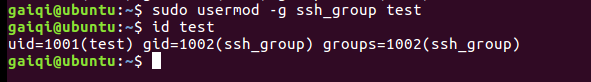 gaiqi@ubuntu:~$ sudo usermod -g ssh_group test
gaiqi@ubuntu:~$ id test
uid=1001(test) gid=1002(ssh_group) groups=1002(ssh_group)
gaiqi@ubuntu:~$